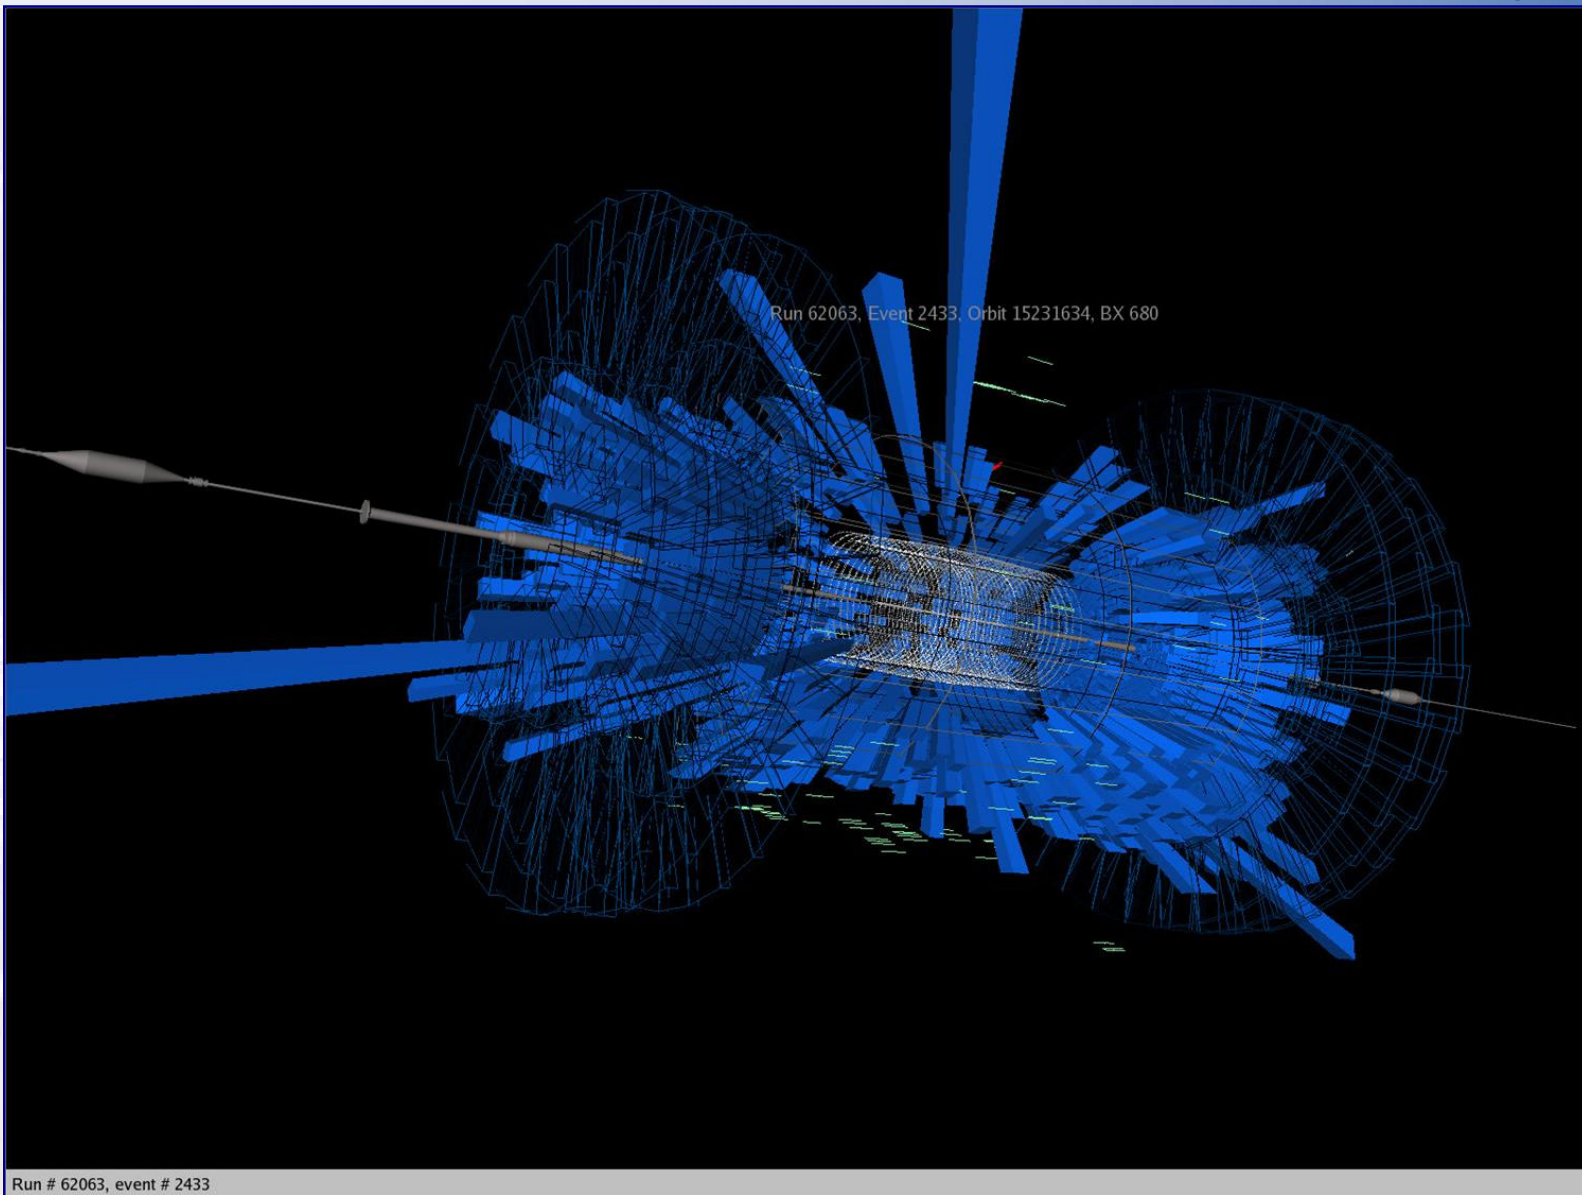 Run 62063, Event 2433, Orbit 15231634, BX 680
Run # 62063, event # 2433